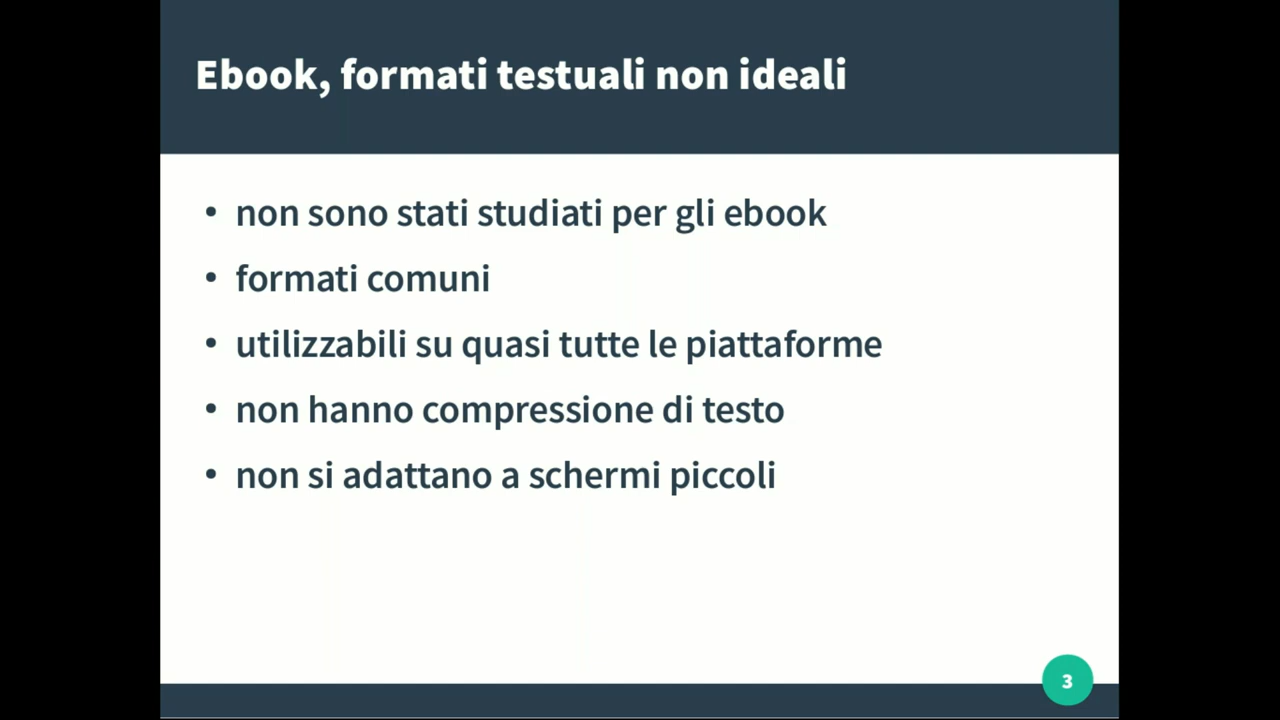 Ebook, formati testuali non ideali
• non sono stati studiati per gli ebook
• formati comuni
• utilizzabili su quasi tutte le piattaforme
• non hanno compressione di testo
• non si adattano a schermi piccoli
3